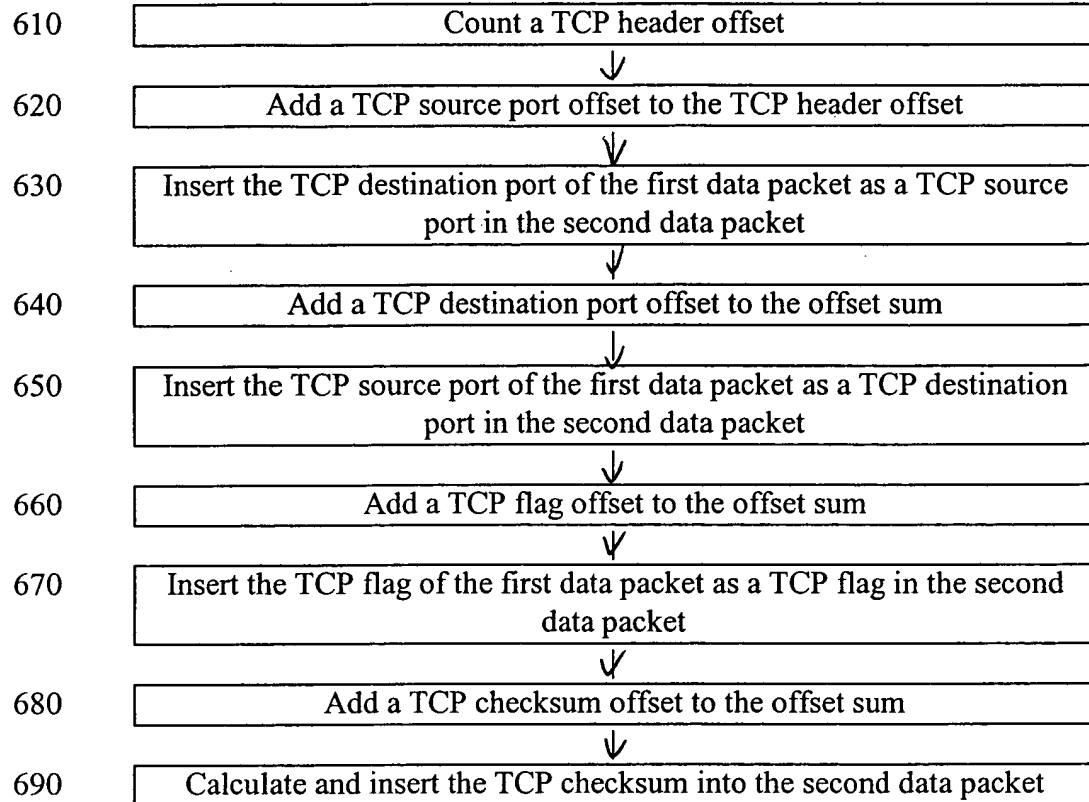 610 Count a TCP header offset
620 Add a TCP source port offset to the TCP header offset
630 Insert the TCP destination port of the first data packet as a TCP source
port in the second data packet
640 Add a TCP destination port offset to the offset sum
650 Insert the TCP source port of the first data packet as a TCP destination
port in the second data packet
660 Add a TCP flag offset to the offset sum
670 Insert the TCP flag of the first data packet as a TCP flag in the second
data packet
680 Add a TCP checksum offset to the offset sum
690 Calculate and insert the TCP checksum into the second data packet